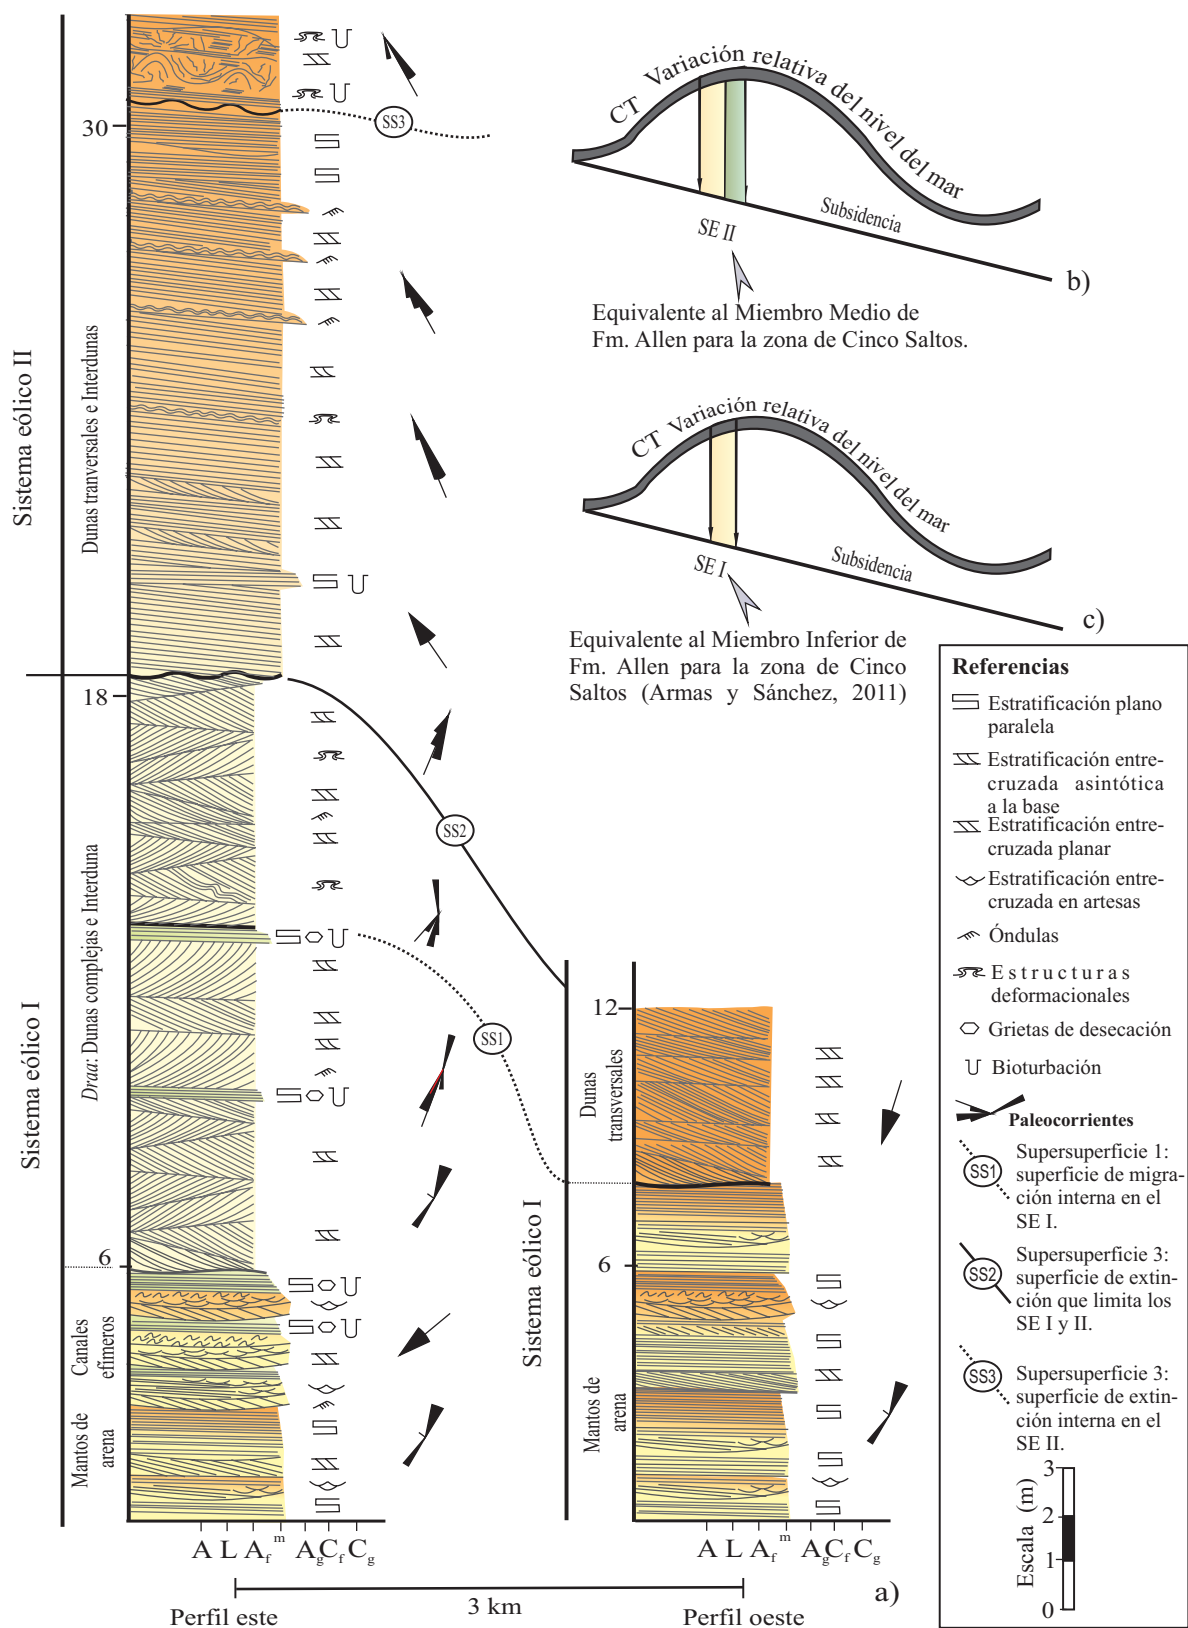 Sistema eólico II
Dunas tranversales e Interdunas
30
SS3
Sistema eólico I
Draa: Dunas complejas e Interduna
18
SS2
SS1
6
Canales
efímeros
Mantos de
arena
A L Af m Ag Cf Cg
Perfil este
3 km
Perfil oeste
a)
Sistema eólico I
Dunas
transversales
12
6
Mantos de
arena
A L Af m Ag Cf Cg
CT Variación relativa del nivel del mar
Subsidencia
SE II
b)
Equivalente al Miembro Medio de
Fm. Allen para la zona de Cinco Saltos.
CT Variación relativa del nivel del mar
Subsidencia
SE I
c)
Equivalente al Miembro Inferior de
Fm. Allen para la zona de Cinco
Saltos (Armas y Sánchez, 2011)
Referencias
Estratificación plano
paralela
Estratificación entre-
cruzada asintótica
a la base
Estratificación entre-
cruzada planar
Estratificación entre-
cruzada en artesas
Óndulas
Estructuras
deformacionales
Grietas de desecación
Bioturbación
Paleocorrientes
SS1
Supersuperficie 1:
superficie de migra-
ción interna en el
SE I.
SS2
Supersuperficie 3:
superficie de extin-
ción que limita los
SE I y II.
SS3
Supersuperficie 3:
superficie de extin-
ción interna en el
SE II.
Escala (m)
3
2
1
0